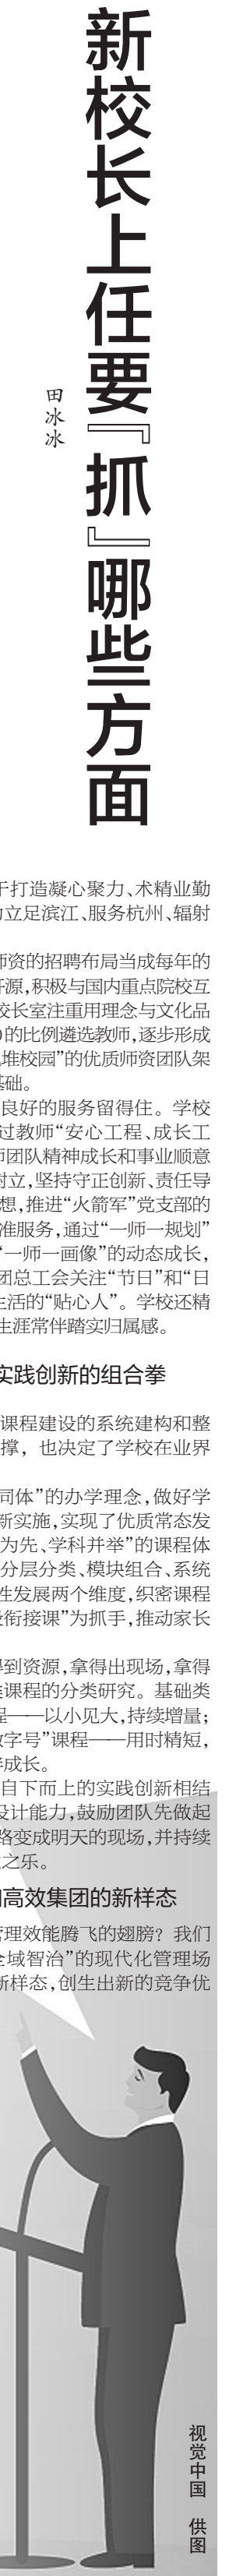 新校长上任要『抓』哪些方面
田冰冰
打造凝心聚力、术精业勤
立足滨江、服务杭州、辐射
师资的招聘布局当成每年的
开源，积极与国内重点院校互
校长室注重用理念与文化品
的比例遴选教师，逐步形成
堆校园”的优质师资团队架
基础。
良好的服务留得住。学校
过教师“安心工程、成长工
师团队精神成长和事业顺意
树立，坚持守正创新、责任导
想，推进“火箭军”党支部的
准服务，通过“一师一规划”
“一师一画像”的动态成长，
团总工会关注“节日”和“日
生活的“贴心人”。学校还精
生涯常伴踏实归属感。
实践创新的组合拳
课程建设的系统建构和整
撑，也决定了学校在业界
同体”的办学理念，做好学
新实施，实现了优质常态发
为先、学科并举”的课程体
分层分类、模块组合、系统
性发展两个维度，织密课程
衔接课”为抓手，推动家长
得到资源，拿得出现场，拿得
类课程的分类研究。基础类
程——以小见大，持续增量；
数字号”课程——用时精短，
成长。
自下而上的实践创新相结
设计能力，鼓励团队先做起
路变成明天的现场，并持续
之乐。
高效集团的新样态
管理效能腾飞的翅膀？我们
全域智治”的现代化管理场
新样态，创生出新的竞争优
视觉中国 供图